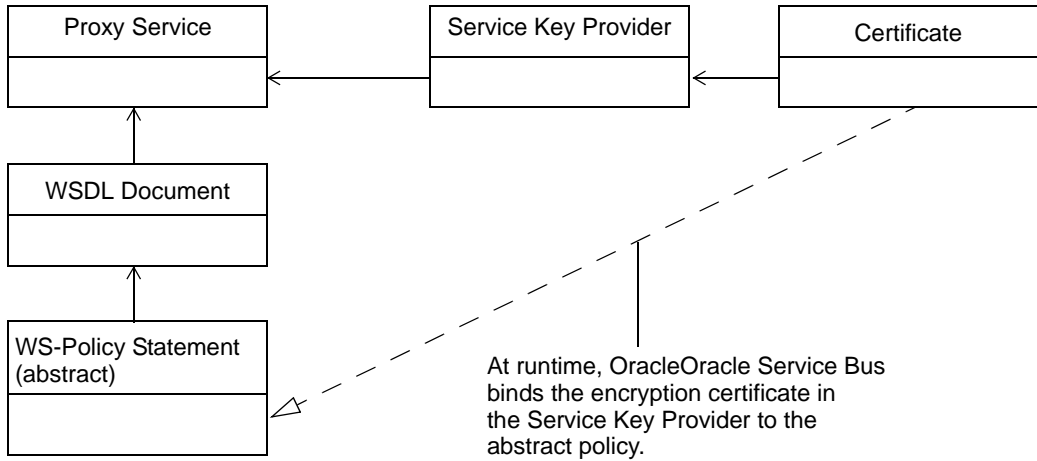 Proxy Service
Service Key Provider
Certificate
WSDL Document
WS-Policy Statement
(abstract)
At runtime, OracleOracle Service Bus
binds the encryption certificate in
the Service Key Provider to the
abstract policy.